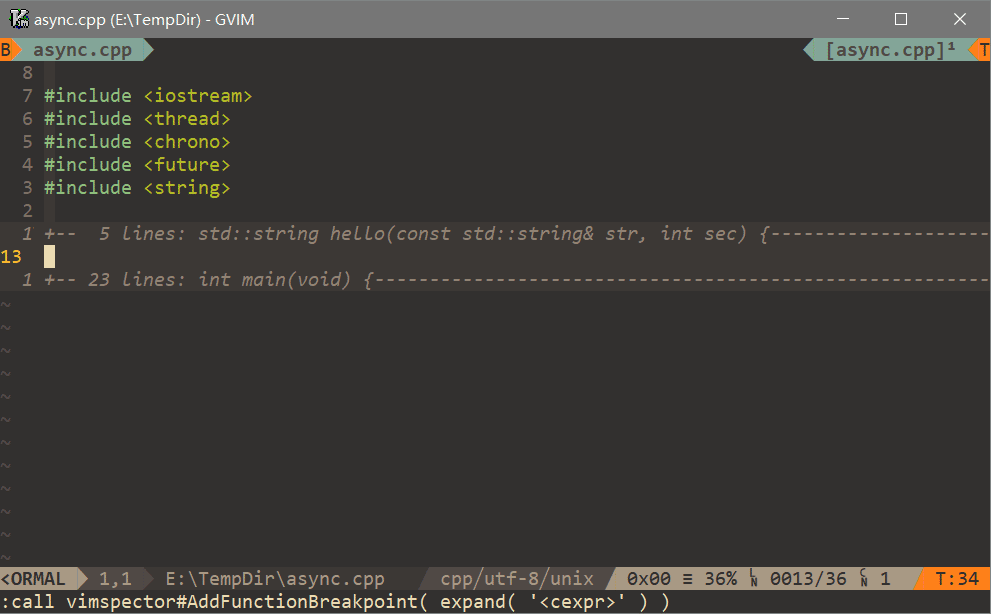 async.cpp (E:\TempDir) - GVIM
B async.cpp [async.cpp]¹ T
8
7 #include <iostream>
6 #include <thread>
5 #include <chrono>
4 #include <future>
3 #include <string>
2
1 +-- 5 lines: std::string hello(const std::string& str, int sec) {--------------------
13
1 +-- 23 lines: int main(void) {--------------------------------------------------------
~
~
~
~
~
~
~
~
~
~
~
~
<ORMAL 1,1 E:\TempDir\async.cpp cpp/utf-8/unix 0x00 ≡ 36% ␊ 0013/36 ␍ 1 T:34
:call vimspector#AddFunctionBreakpoint( expand( '<cexpr>' ) )